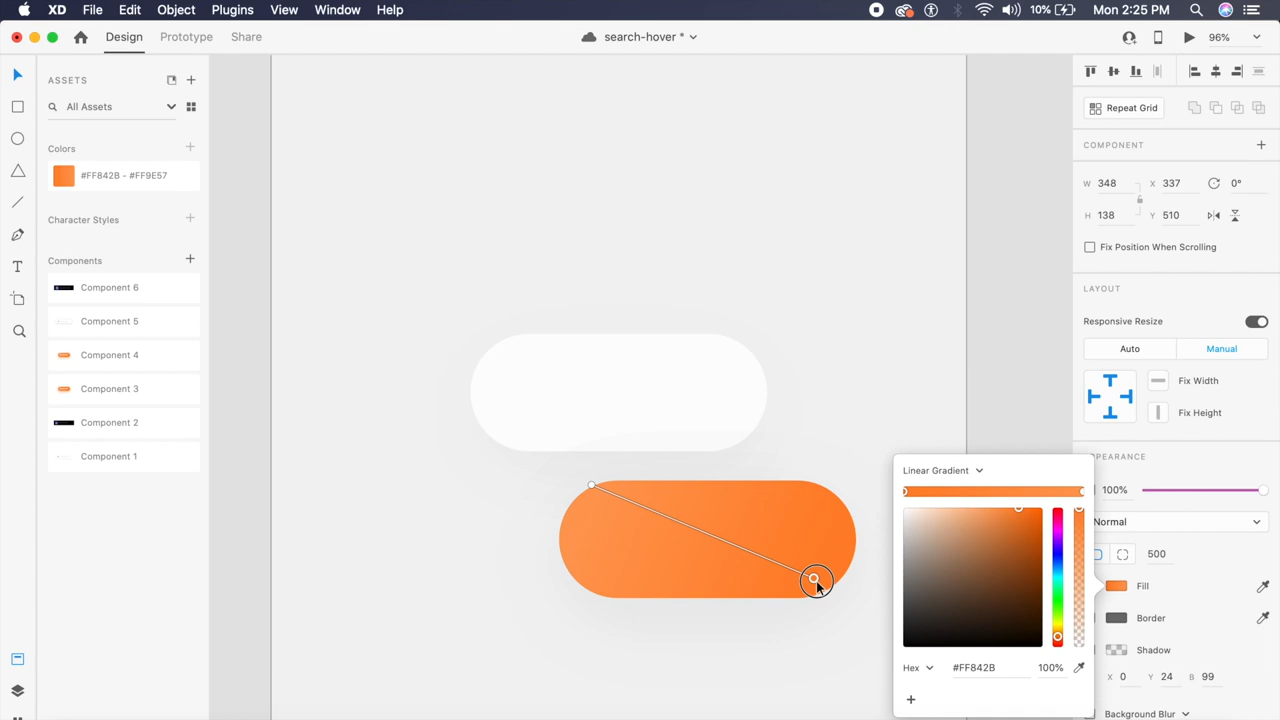 XD File Edit Object Plugins View Window Help 10% Mon 2:25 PM
Design Prototype Share search-hover * 96%
ASSETS
All Assets
Colors
#FF842B - #FF9E57
Character Styles
Components
Component 6
Component 5
Component 4
Component 3
Component 2
Component 1
Repeat Grid
COMPONENT
W 348 X 337 0°
H 138 Y 510
Fix Position When Scrolling
LAYOUT
Responsive Resize
Auto Manual
Fix Width
Fix Height
PPEARANCE
100%
Normal
500
Fill
Border
Shadow
X 0 Y 24 B 99
Background Blur
Linear Gradient
Hex #FF842B 100%